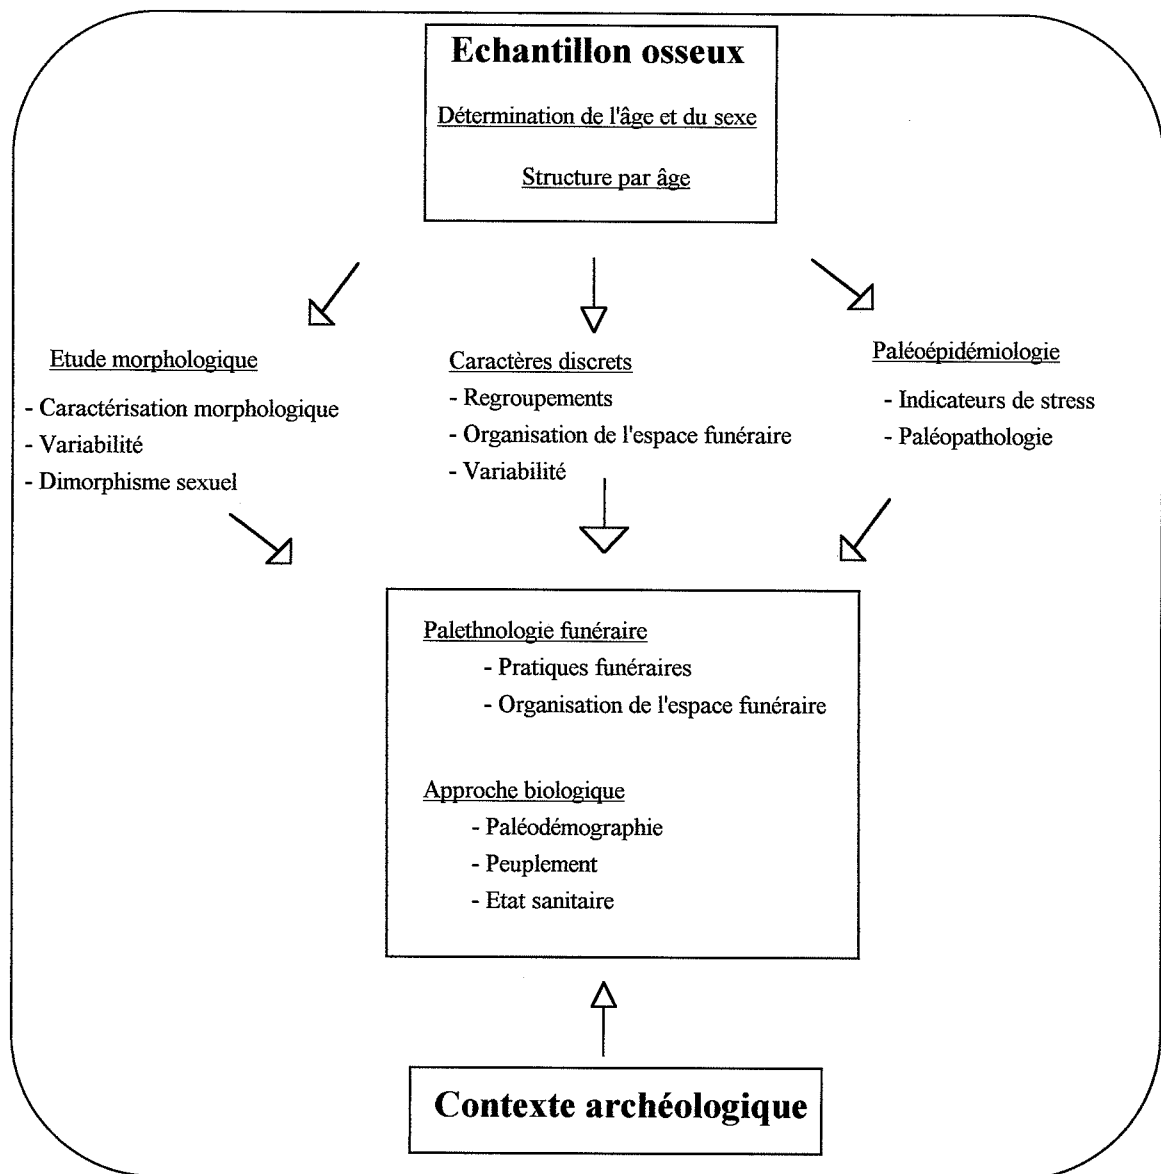 Echantillon osseux
Détermination de l'âge et du sexe
Structure par âge
Etude morphologique
- Caractérisation morphologique
- Variabilité
- Dimorphisme sexuel
Caractères discrets
- Regroupements
- Organisation de l'espace funéraire
- Variabilité
Paléoépidémiologie
- Indicateurs de stress
- Paléopathologie
Palethnologie funéraire
- Pratiques funéraires
- Organisation de l'espace funéraire
Approche biologique
- Paléodémographie
- Peuplement
- Etat sanitaire
Contexte archéologique